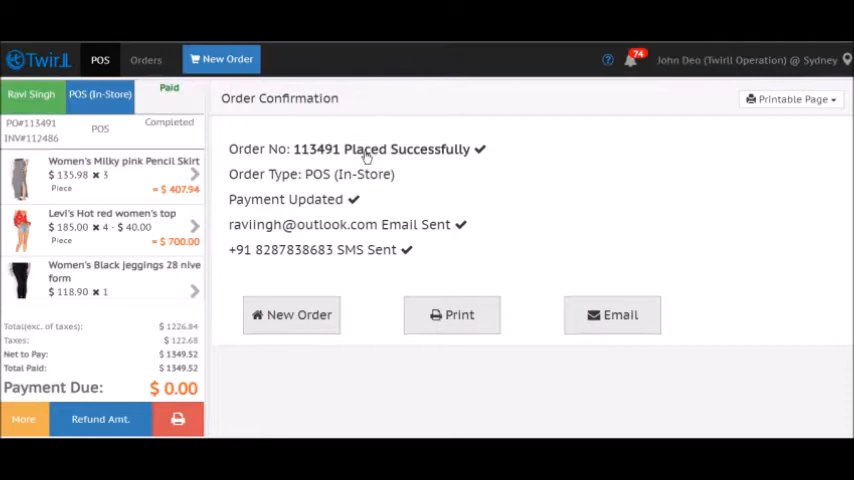 TwirLL
POS
Orders
New Order
74
John Deo (Twirll Operation) @ Sydney
Ravi Singh
POS (In-Store)
Paid
PO#113491
INV#112486
POS
Completed
Women's Milky pink Pencil Skirt
$ 135.98 × 3
Piece
= $ 407.94
Levi's Hot red women's top
$ 185.00 × 4 - $ 40.00
Piece
= $ 700.00
Women's Black jeggings 28 nive
form
$ 118.90 × 1
Total(exc. of taxes):
$ 1226.84
Taxes:
$ 122.68
Net to Pay:
$ 1349.52
Total Paid:
$ 1349.52
Payment Due:
$ 0.00
More
Refund Amt.
Order Confirmation
Printable Page
Order No: 113491 Placed Successfully ✔
Order Type: POS (In-Store)
Payment Updated ✔
raviingh@outlook.com Email Sent ✔
+91 8287838683 SMS Sent ✔
New Order
Print
Email